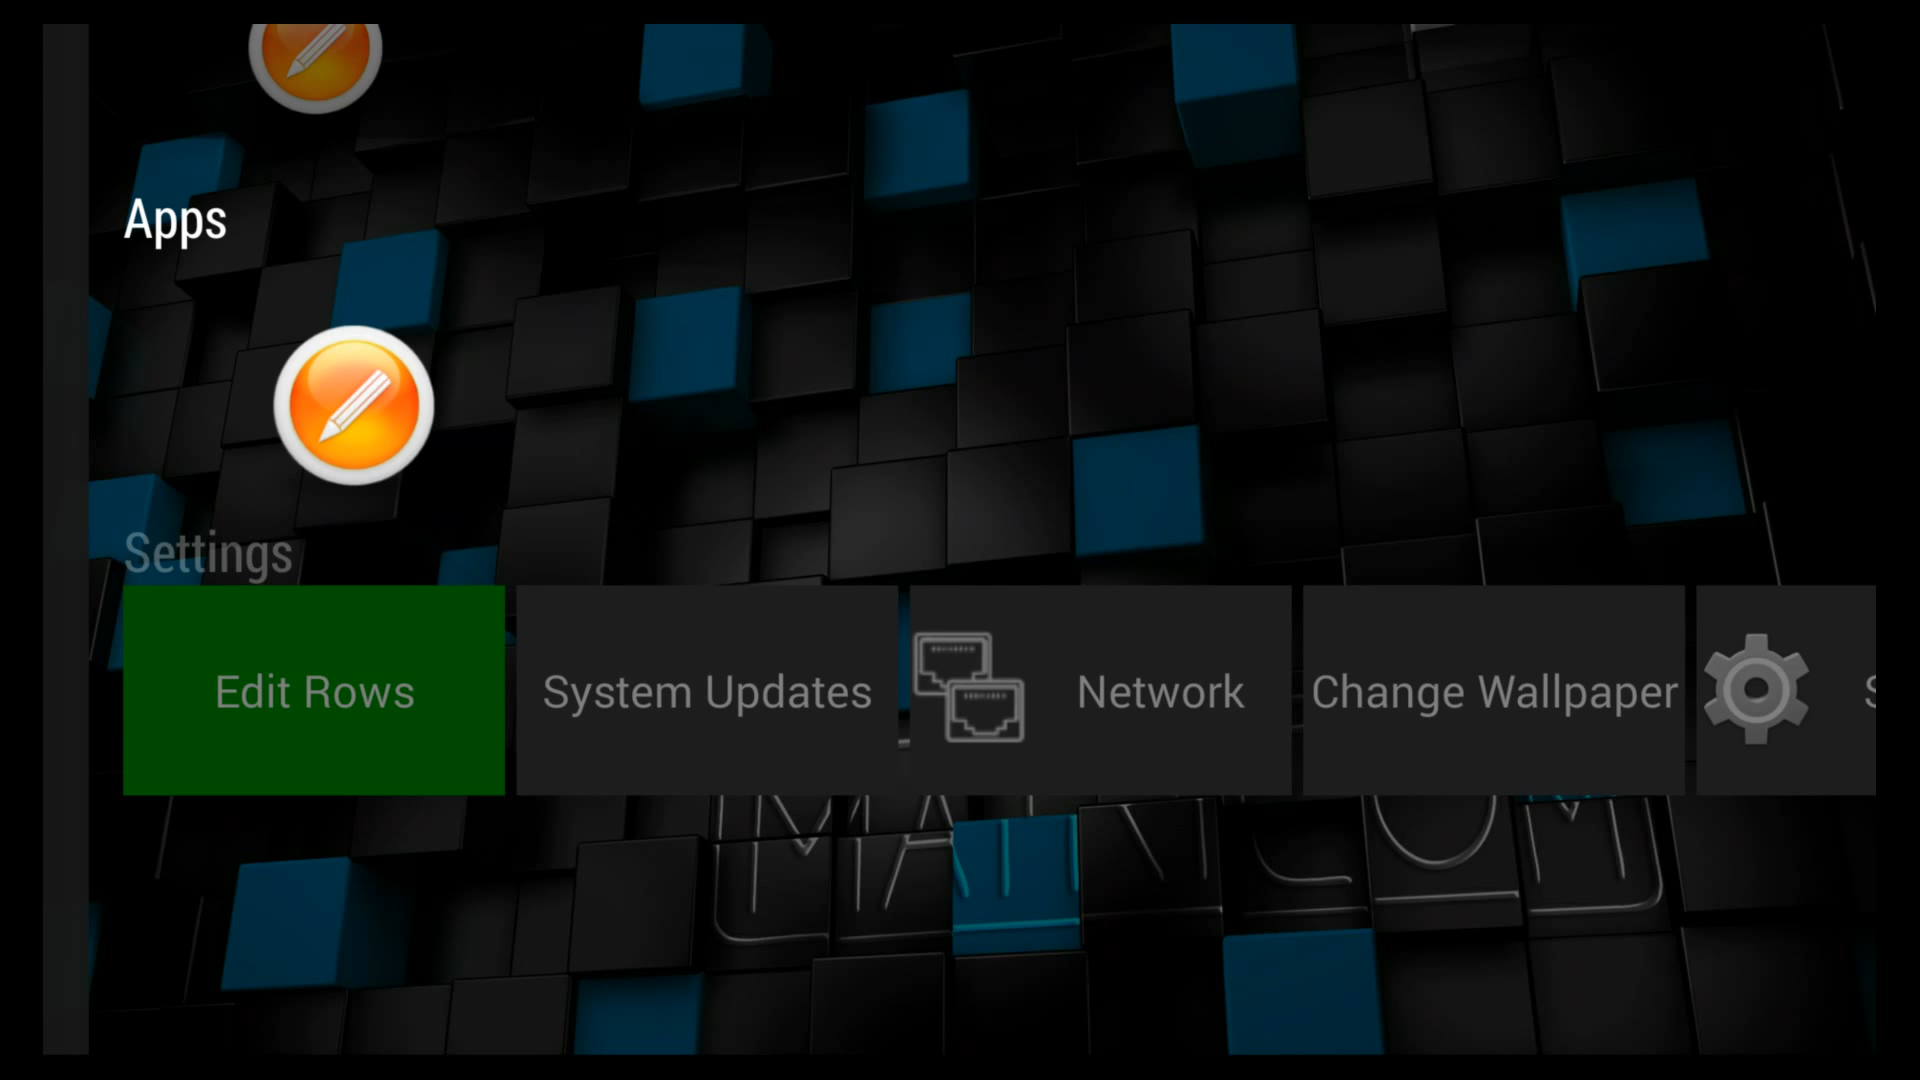 Apps
Settings
Edit Rows
System Updates
Network
Change Wallpaper